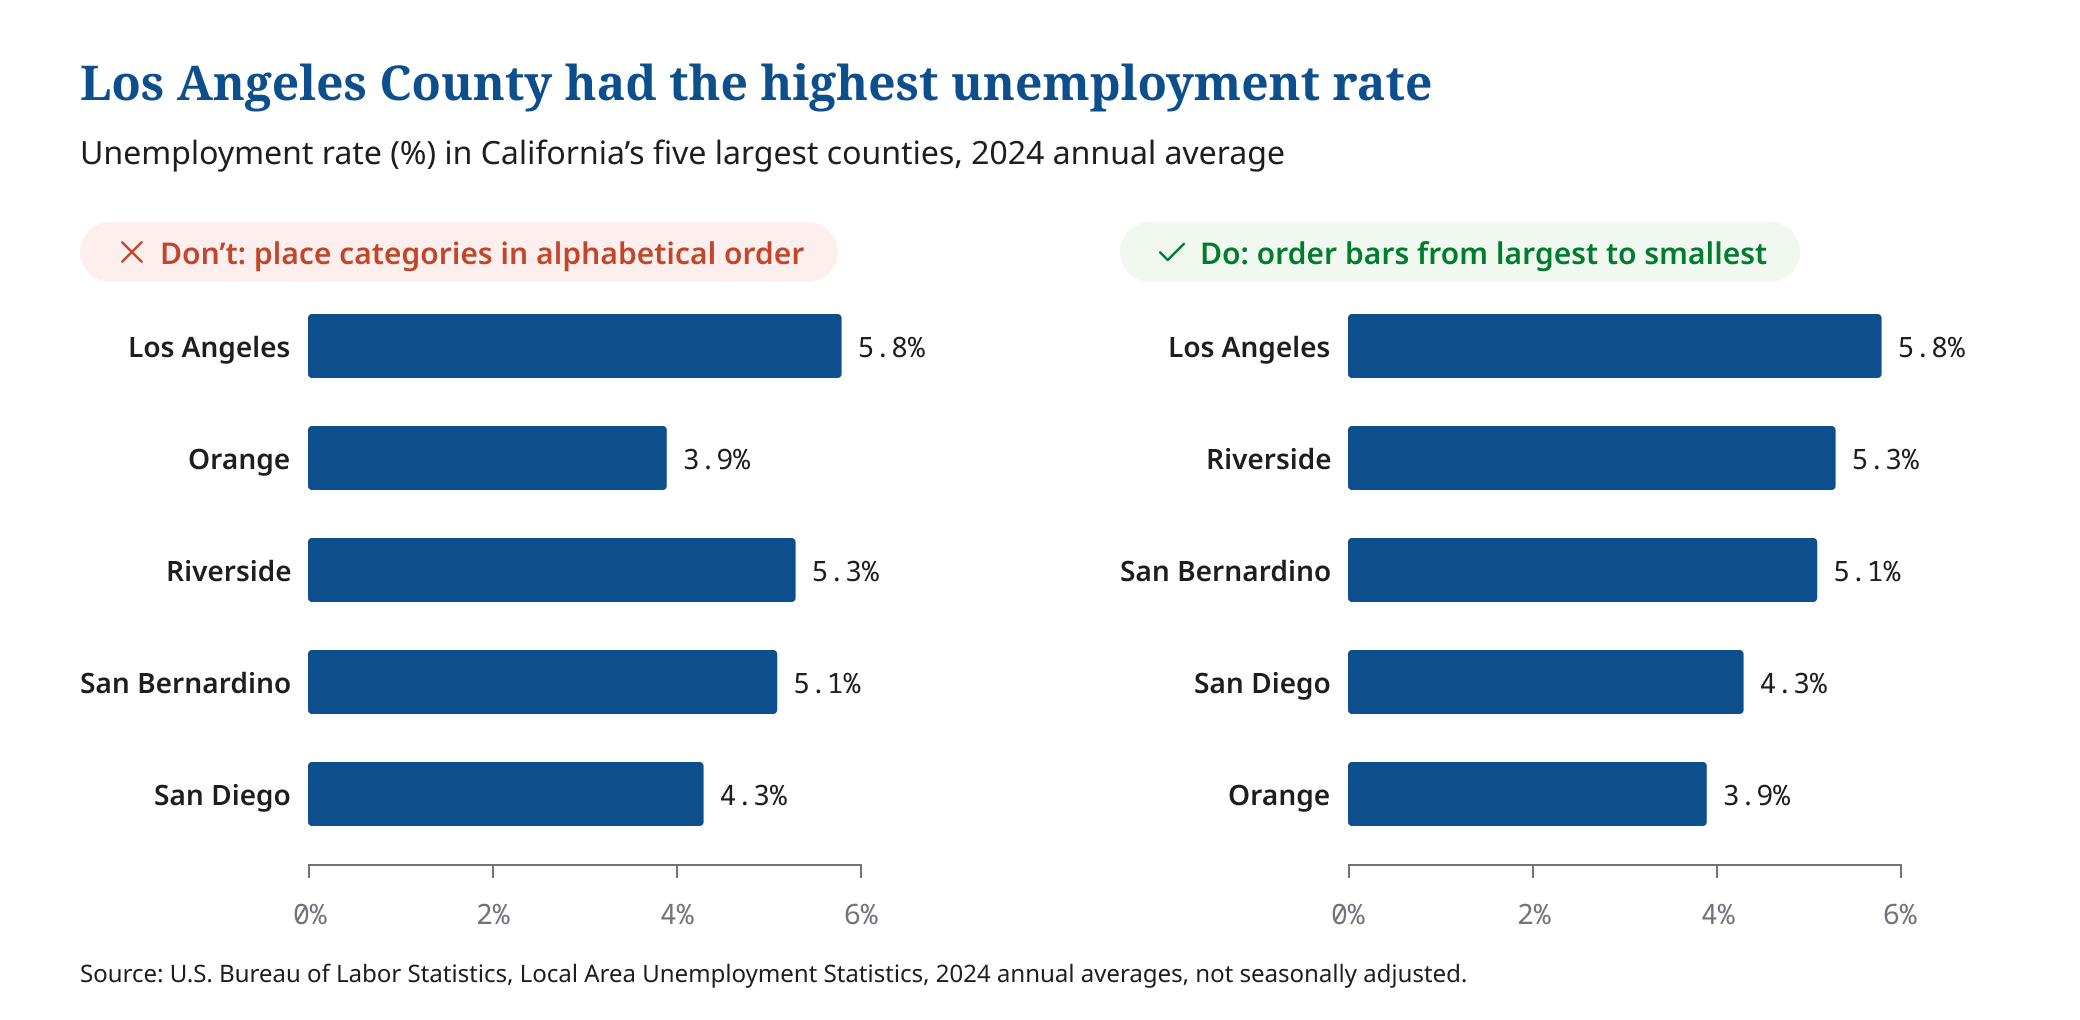 Los Angeles County had the highest unemployment rate
Unemployment rate (%) in California’s five largest counties, 2024 annual average
Don’t: place categories in alphabetical order
Los Angeles 5.8%
Orange 3.9%
Riverside 5.3%
San Bernardino 5.1%
San Diego 4.3%
0% 2% 4% 6%
Do: order bars from largest to smallest
Los Angeles 5.8%
Riverside 5.3%
San Bernardino 5.1%
San Diego 4.3%
Orange 3.9%
0% 2% 4% 6%
Source: U.S. Bureau of Labor Statistics, Local Area Unemployment Statistics, 2024 annual averages, not seasonally adjusted.